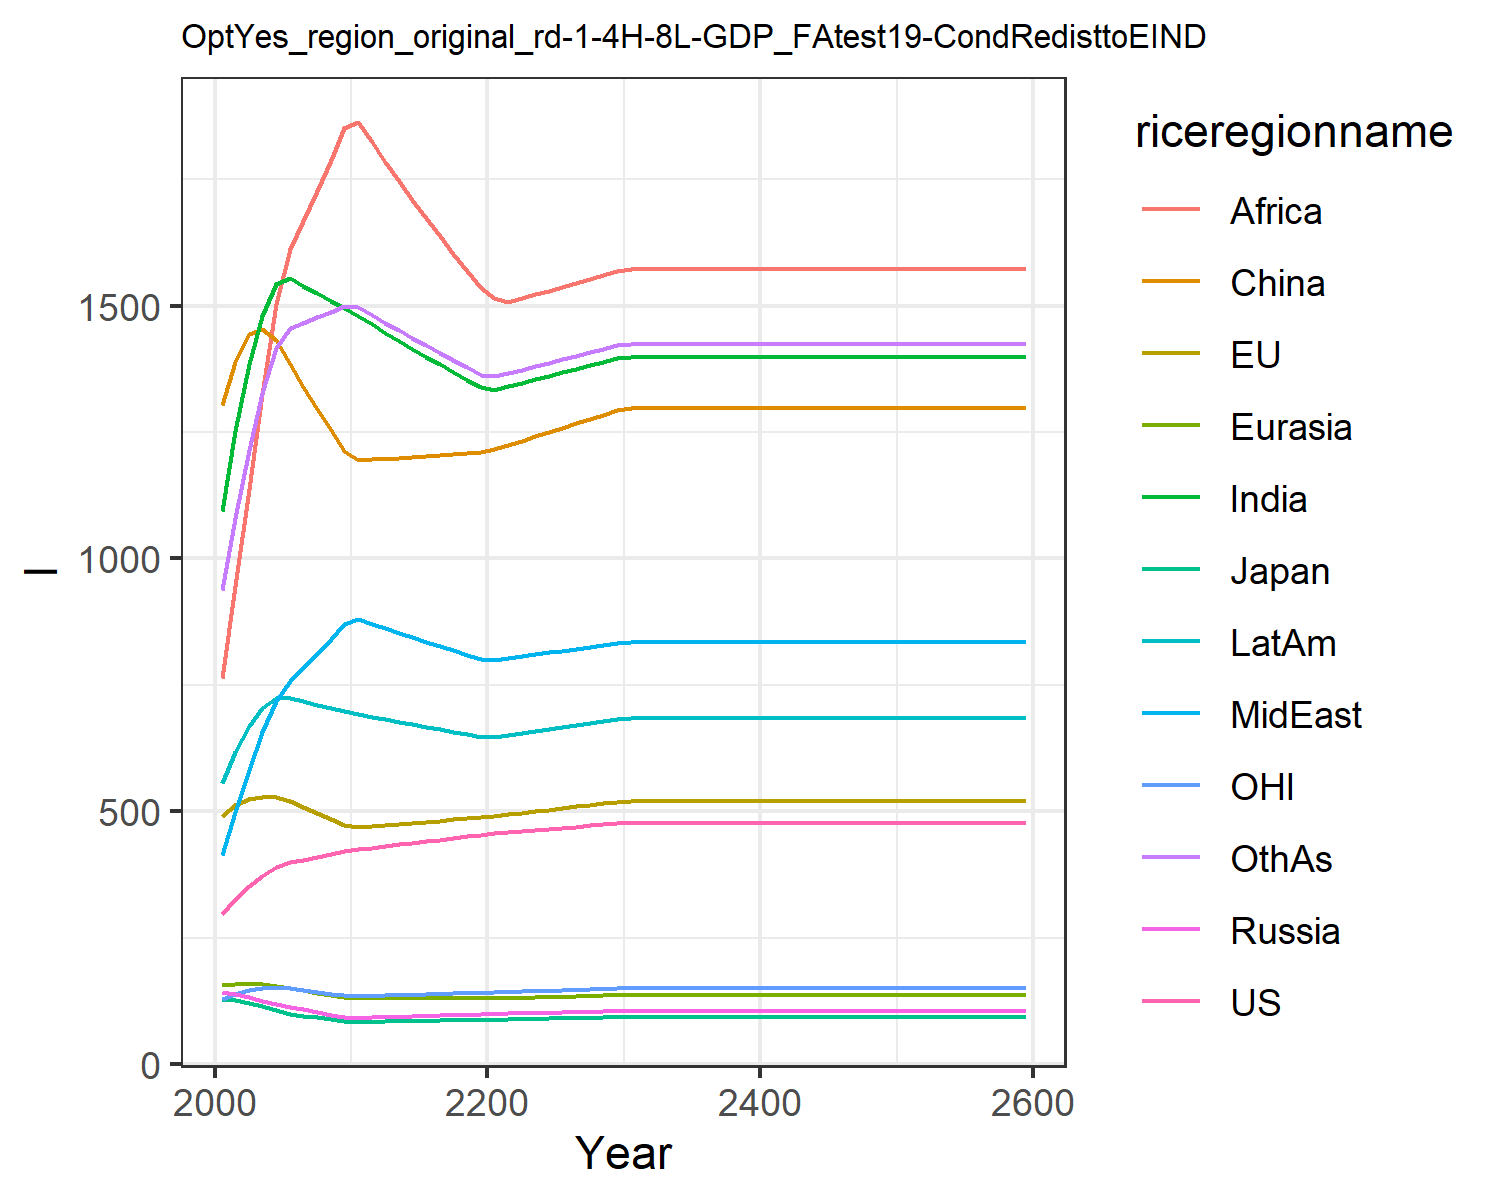 OptYes_region_original_rd-1-4H-8L-GDP_FAtest19-CondRedisttoEIND
riceregionname
Africa
China
EU
Eurasia
India
Japan
LatAm
MidEast
OHI
OthAs
Russia
US
1500
1000
500
0
l
2000 2200 2400 2600
Year